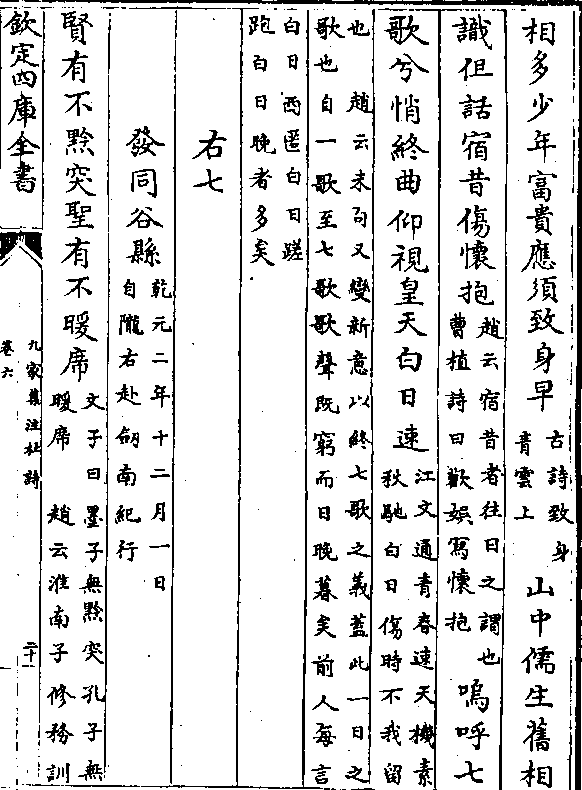 相多少年富貴應須致身早古詩致身青雲上山中儒生舊相
識但話宿昔傷懷抱趙云宿昔者往日之謂也曹植詩曰歡娛寫懷抱嗚呼七
歌兮悄終曲仰視皇天白日速江文通青春速天機素秋馳白日傷時不我留
也趙云末句又變新意以終七歌之義蓋此一日之
歌也自一歌至七歌歌聲既窮而日晚暮矣前人每言
白日西匿白日蹉
跑白日晚者多矣
右七
發同谷縣乾元二年十二月一日自隴右赴劒南紀行
賢有不黔突聖有不暖席文子曰墨子無黔突孔子無暖席趙云淮南子修務訓
欽定四庫全書
九家集注杜詩
卷六
二十